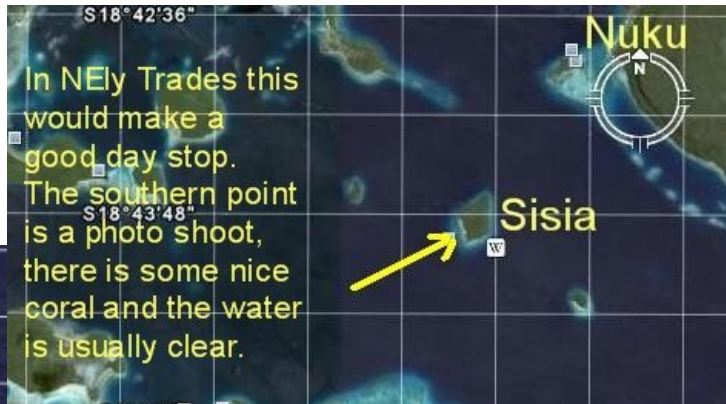 S18°42'36"
Nuku
N
In NEly Trades this
would make a
good day stop.
The southern point
S18°43'48"
is a photo shoot,
there is some nice
coral and the water
is usually clear.
Sisia
W